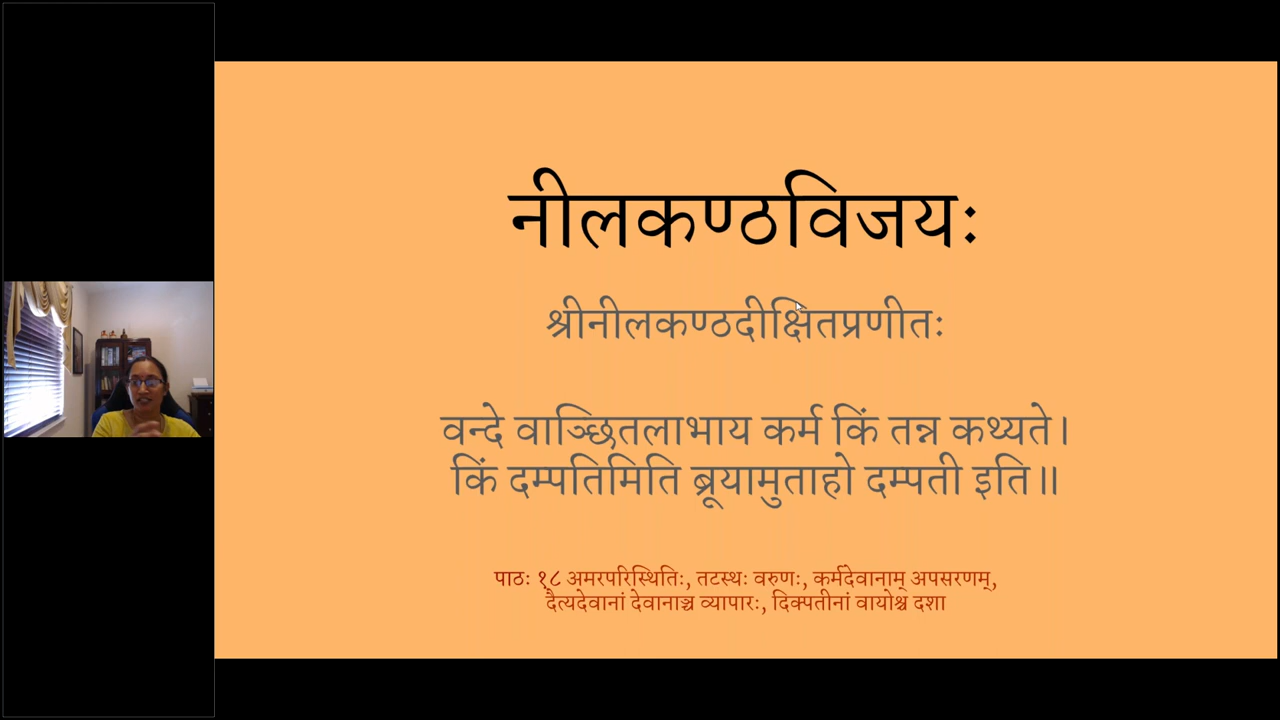 नीलकण्ठविजयः
श्रीनीलकण्ठदीक्षितप्रणीतः
वन्दे वाञ्छितलाभाय कर्म किं तन्न कथ्यते।
किं दम्पतिमिति ब्रूयामुताहो दम्पती इति॥
पाठः १८ अमरपरिस्थितिः, तटस्थः वरुणः, कर्मदेवानाम् अपसरणम्,
दैत्यदेवानां देवानाञ्च व्यापारः, दिक्पतीनां वायोश्च दशा